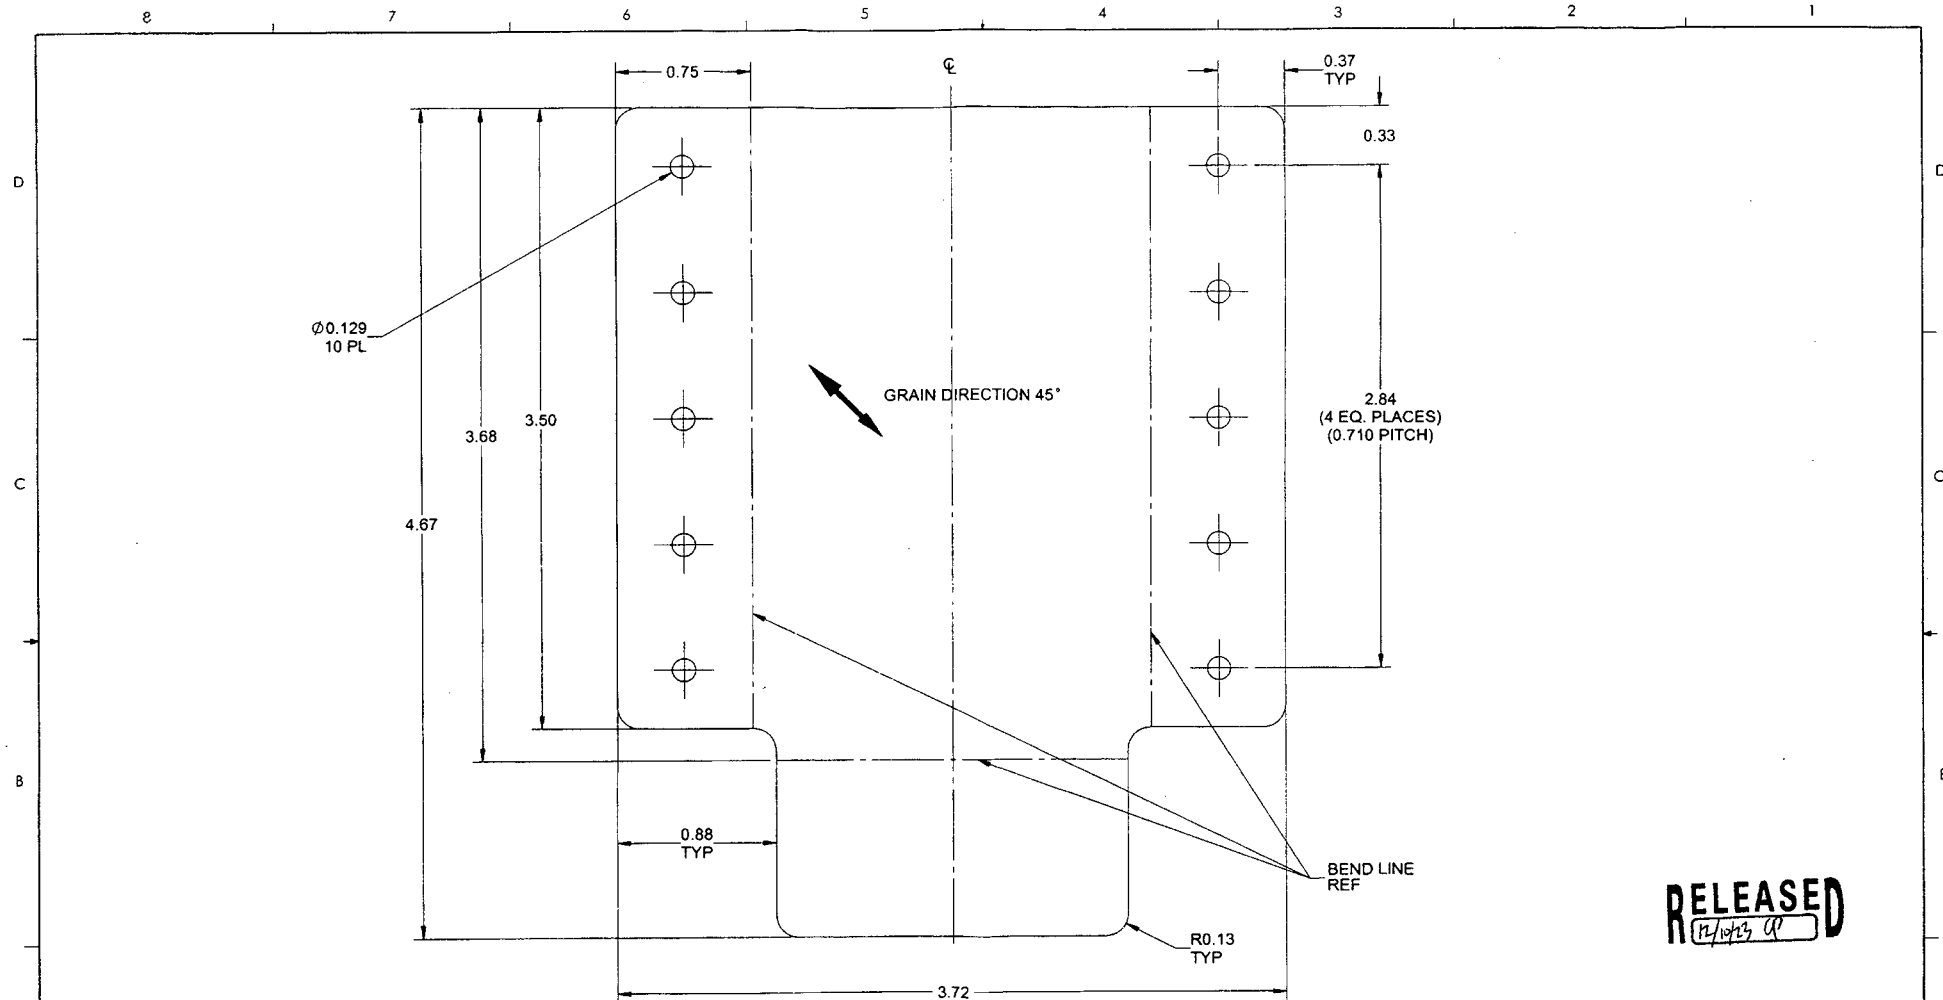 8 7 6 5 4 3 2 1
0.75
℄
0.37
TYP
0.33
D
D
Ø0.129
10 PL
GRAIN DIRECTION 45°
2.84
(4 EQ. PLACES)
(0.710 PITCH)
3.50
3.68
4.67
C
C
B
0.88
TYP
BEND LINE
REF
R0.13
TYP
3.72
RELEASED